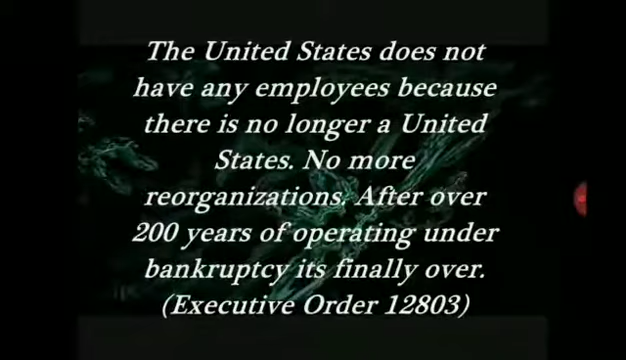 The United States does not
have any employees because
there is no longer a United
States. No more
reorganizations. After over
200 years of operating under
bankruptcy its finally over.
(Executive Order 12803)